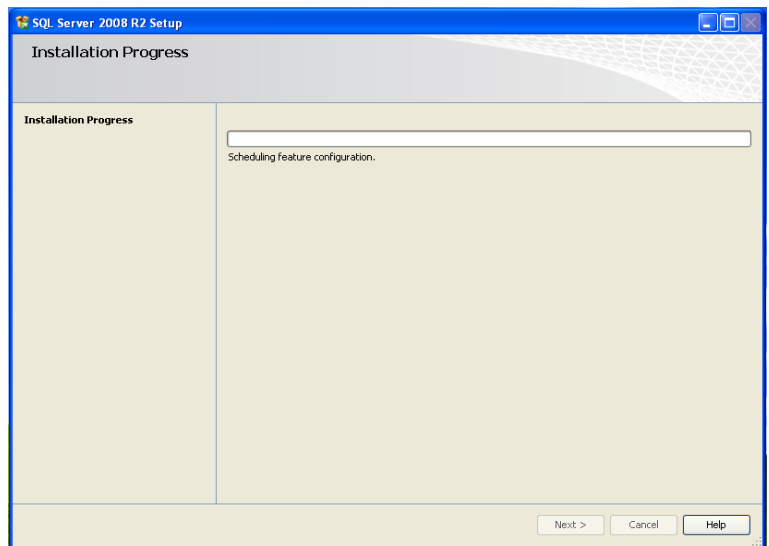 SQL Server 2008 R2 Setup
Installation Progress
Installation Progress
Scheduling feature configuration.
Next >
Cancel
Help